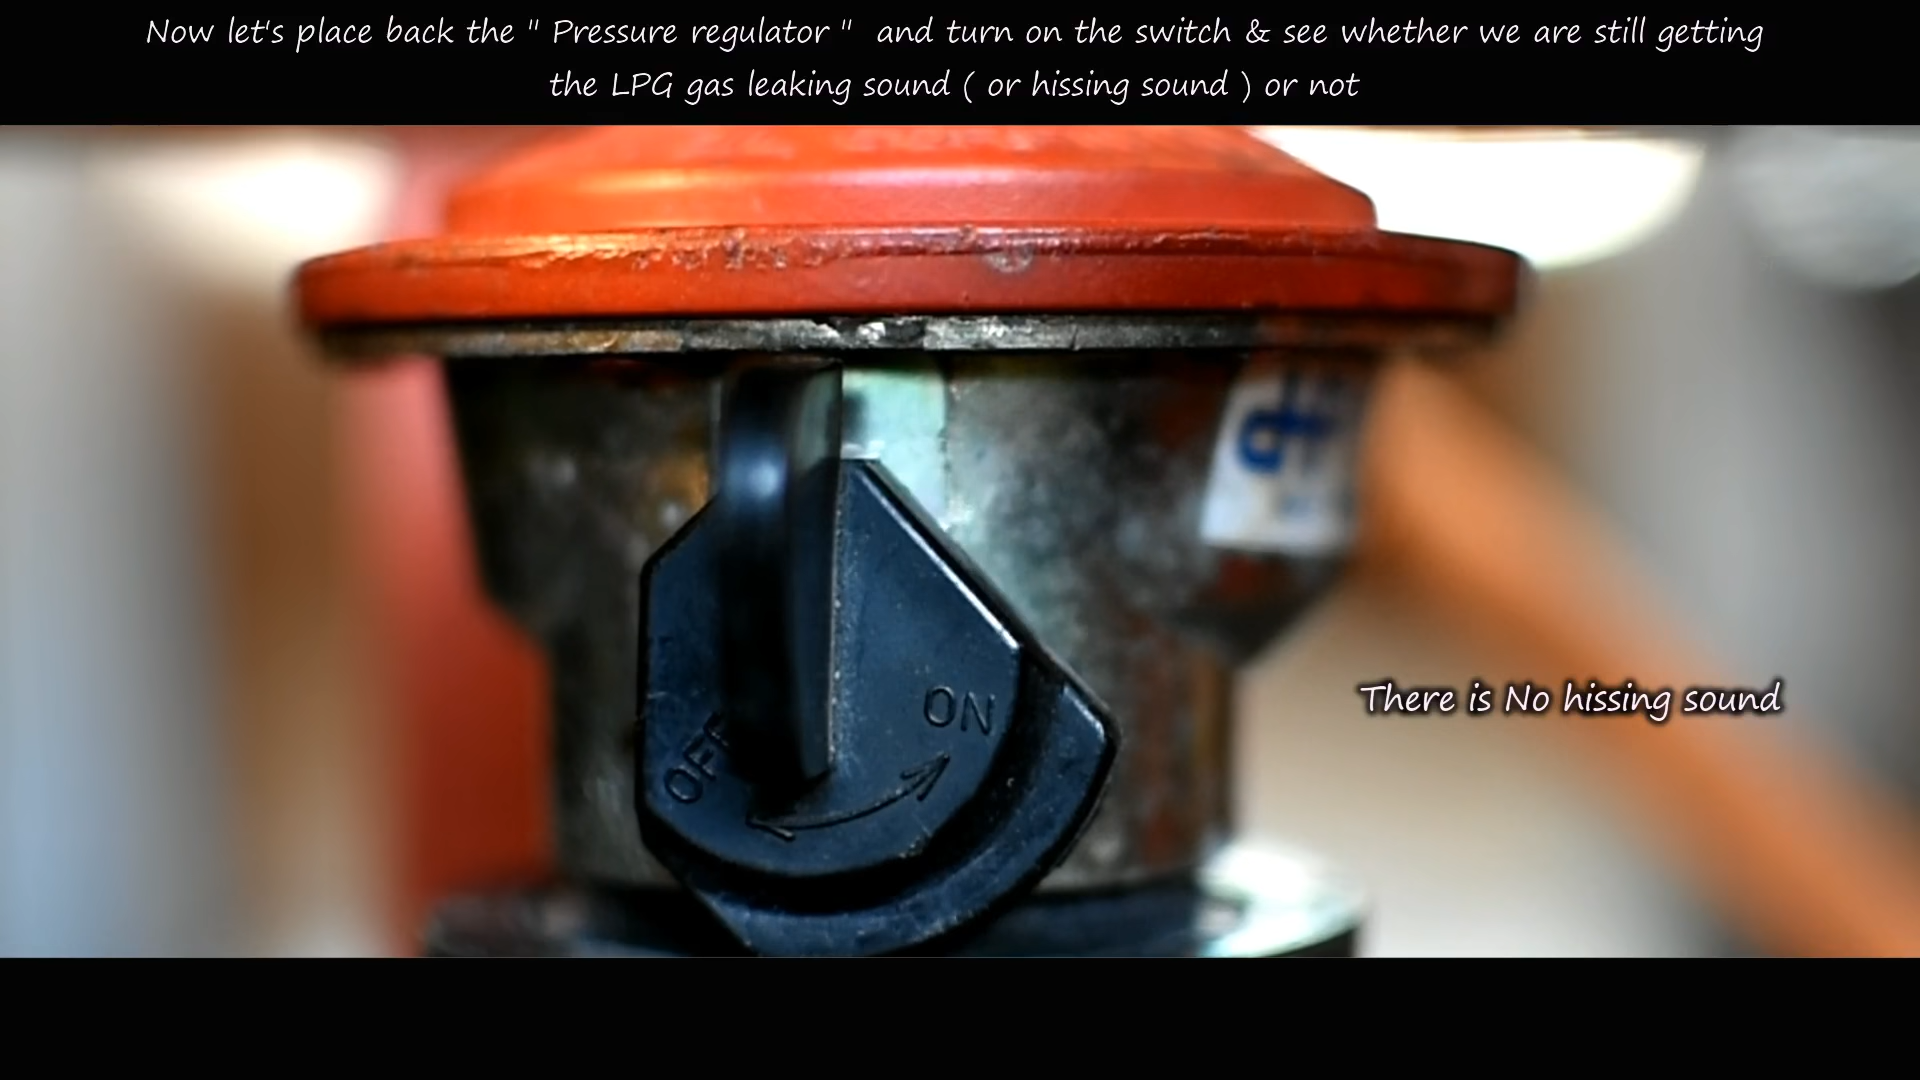 Now let's place back the " Pressure regulator " and turn on the switch & see whether we are still getting
the LPG gas leaking sound ( or hissing sound ) or not
There is No hissing sound
ON
OFF